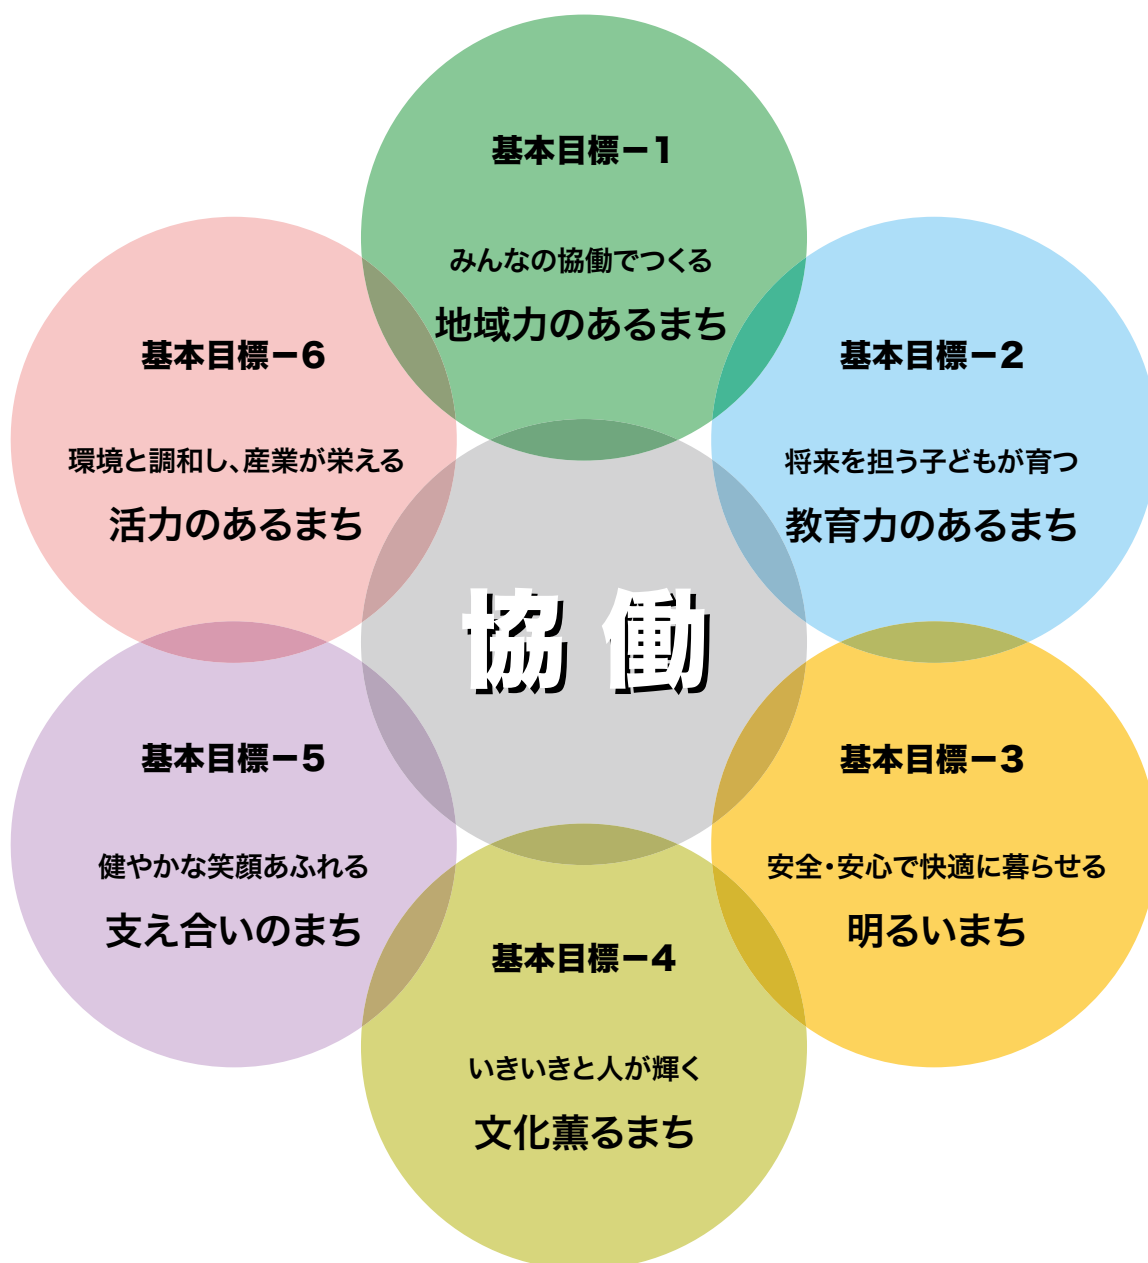 基本目標－1
みんなの協働でつくる
地域力のあるまち
基本目標－2
将来を担う子どもが育つ
教育力のあるまち
基本目標－3
安全・安心で快適に暮らせる
明るいまち
基本目標－4
いきいきと人が輝く
文化薫るまち
基本目標－5
健やかな笑顔あふれる
支え合いのまち
基本目標－6
環境と調和し、産業が栄える
活力のあるまち
協働